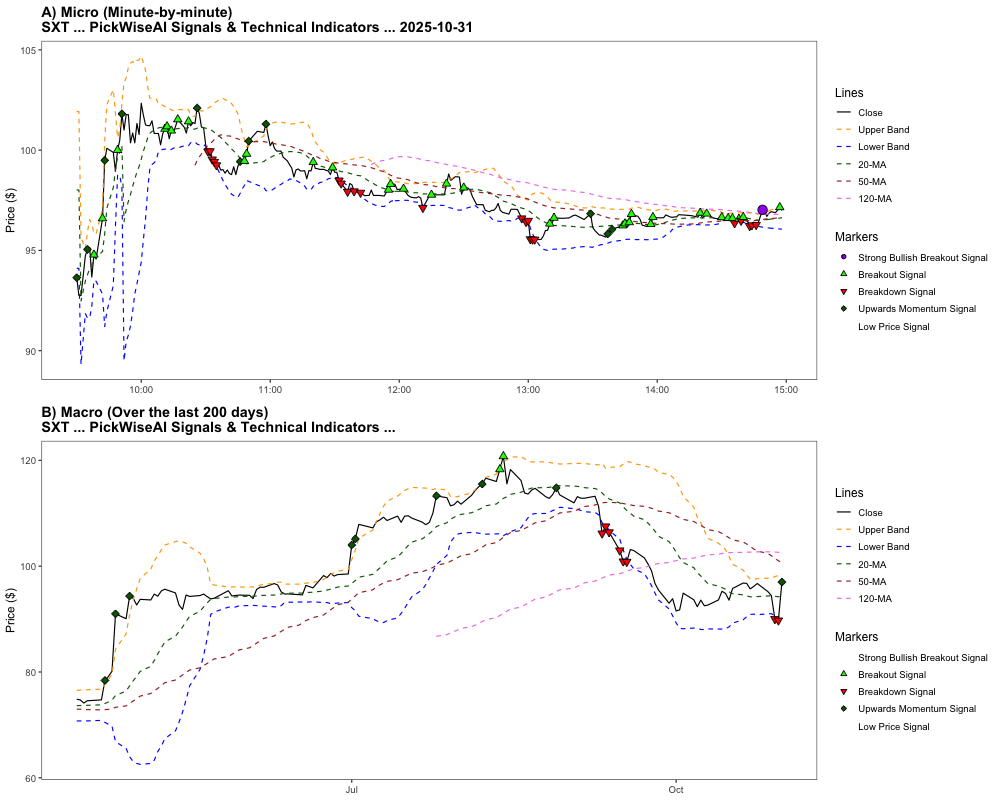 A) Micro (Minute-by-minute)
SXT ... PickWiseAI Signals & Technical Indicators ... 2025-10-31
105
100
95
90
Price ($)
10:00
11:00
12:00
13:00
14:00
15:00
Lines
Close
Upper Band
Lower Band
20-MA
50-MA
120-MA
Markers
Strong Bullish Breakout Signal
Breakout Signal
Breakdown Signal
Upwards Momentum Signal
Low Price Signal
B) Macro (Over the last 200 days)
SXT ... PickWiseAI Signals & Technical Indicators ...
120
100
80
60
Price ($)
Jul
Oct
Lines
Close
Upper Band
Lower Band
20-MA
50-MA
120-MA
Markers
Strong Bullish Breakout Signal
Breakout Signal
Breakdown Signal
Upwards Momentum Signal
Low Price Signal